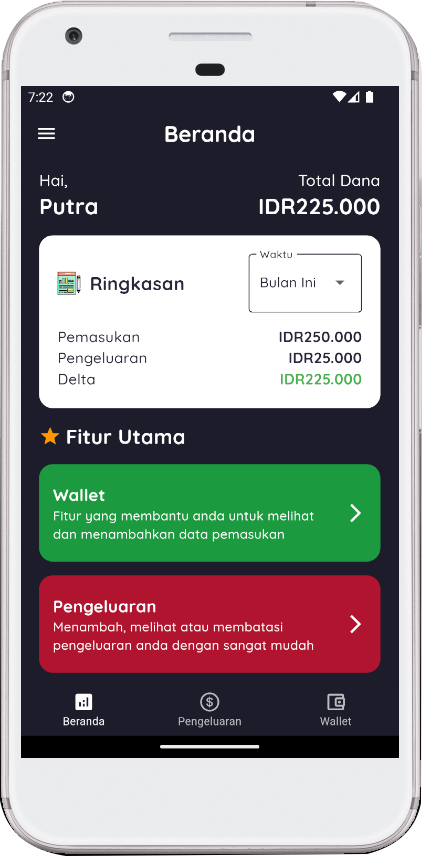 7:22
Beranda
Hai,
Total Dana
Putra
IDR225.000
Waktu
Ringkasan
Bulan Ini
Pemasukan IDR250.000
Pengeluaran IDR25.000
Delta IDR225.000
Fitur Utama
Wallet
Fitur yang membantu anda untuk melihat
dan menambahkan data pemasukan
Pengeluaran
Menambah, melihat atau membatasi
pengeluaran anda dengan sangat mudah
Beranda Pengeluaran Wallet